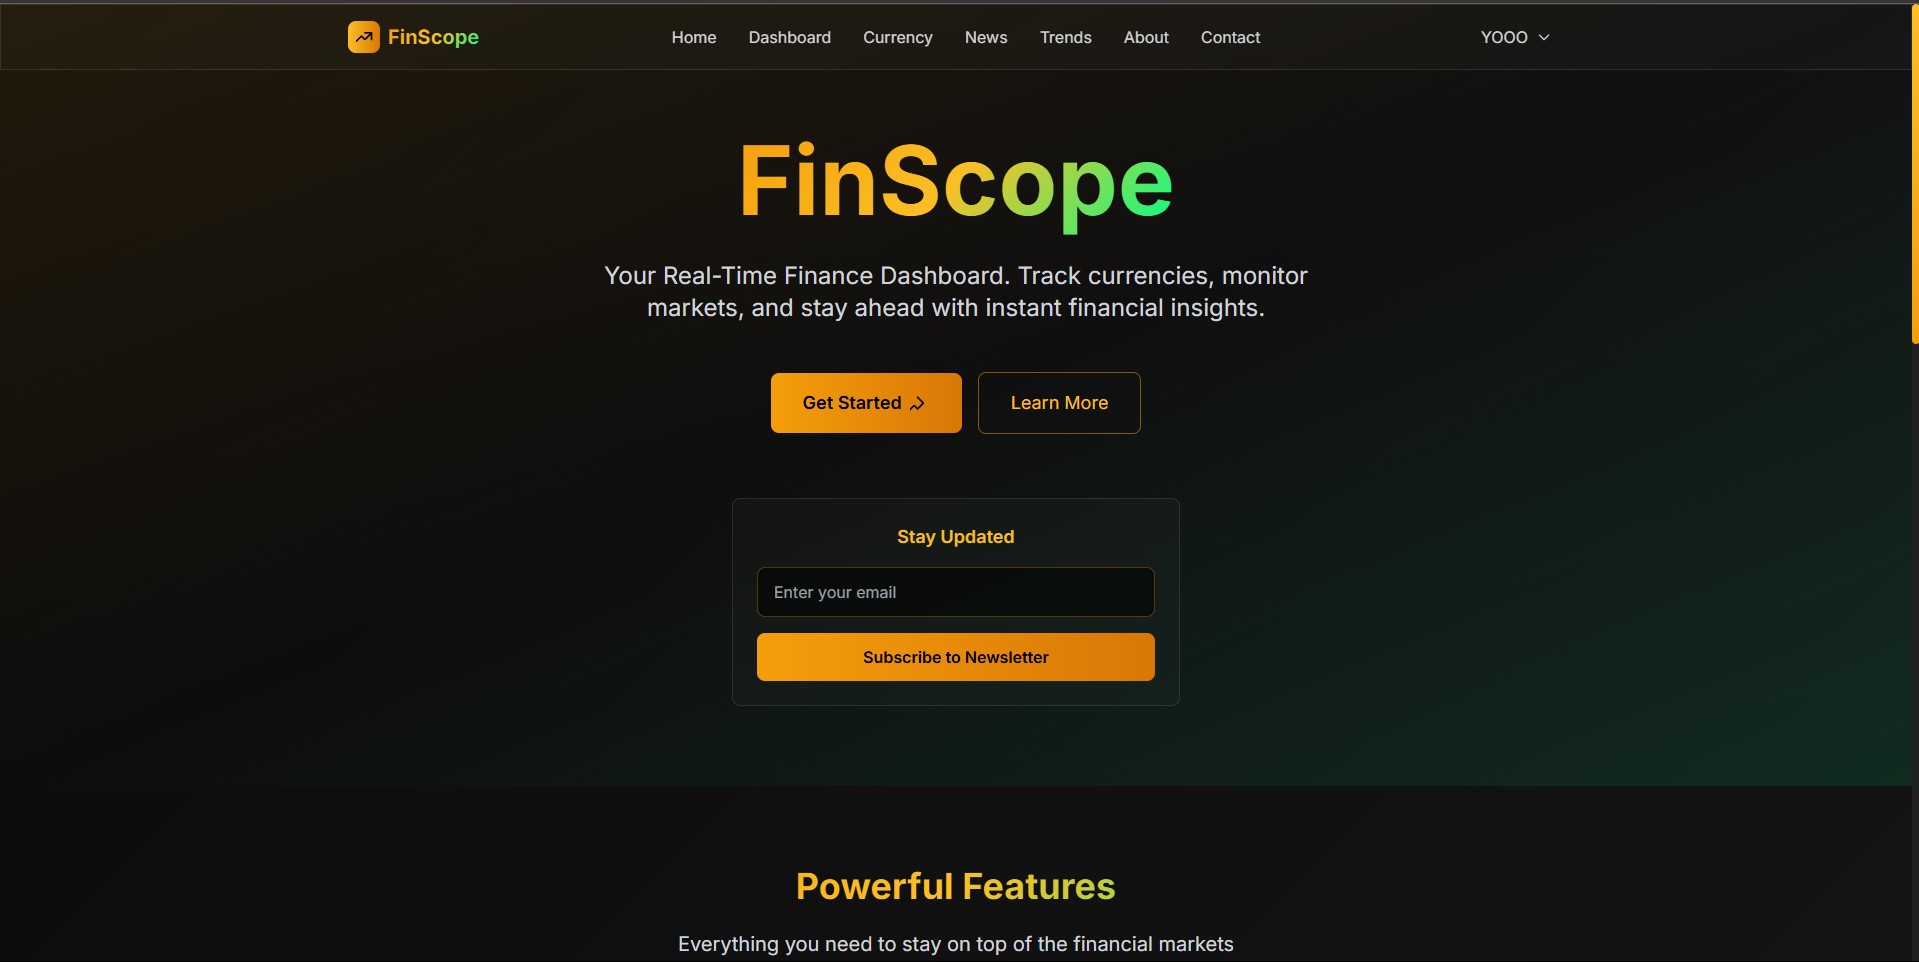 FinScope
Home
Dashboard
Currency
News
Trends
About
Contact
YOOO
FinScope
Your Real-Time Finance Dashboard. Track currencies, monitor
markets, and stay ahead with instant financial insights.
Get Started
Learn More
Stay Updated
Enter your email
Subscribe to Newsletter
Powerful Features
Everything you need to stay on top of the financial markets